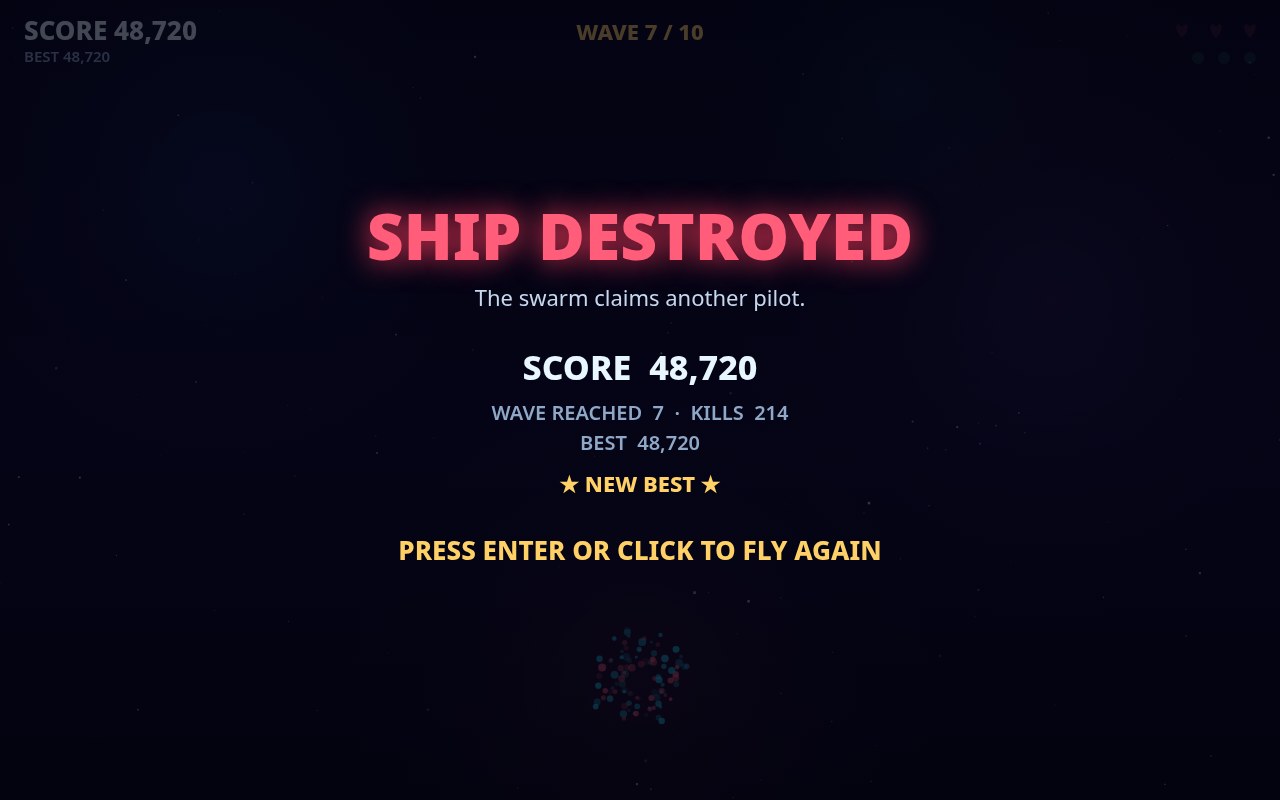 SCORE 48,720
WAVE 7 / 10
BEST 48,720
SHIP DESTROYED
The swarm claims another pilot.
SCORE 48,720
WAVE REACHED 7 · KILLS 214
BEST 48,720
★ NEW BEST ★
PRESS ENTER OR CLICK TO FLY AGAIN